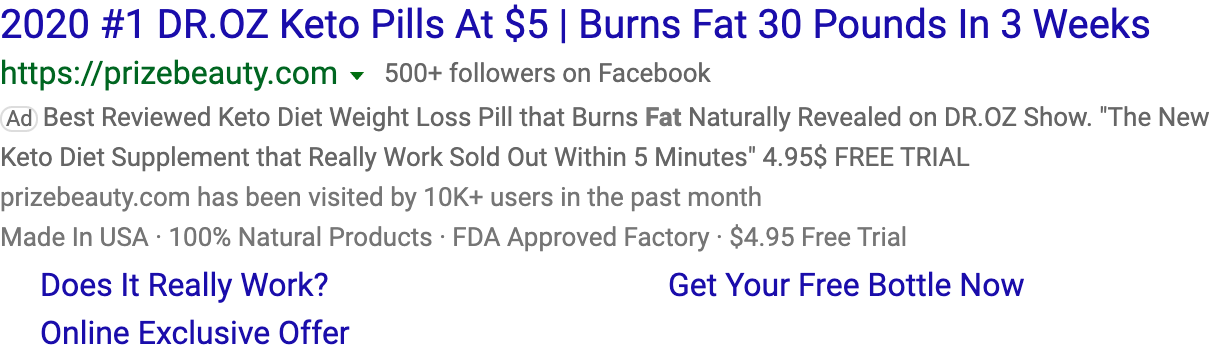 2020 #1 DR.OZ Keto Pills At $5 | Burns Fat 30 Pounds In 3 Weeks
https://prizebeauty.com 500+ followers on Facebook
Ad Best Reviewed Keto Diet Weight Loss Pill that Burns Fat Naturally Revealed on DR.OZ Show. "The New
Keto Diet Supplement that Really Work Sold Out Within 5 Minutes" 4.95$ FREE TRIAL
prizebeauty.com has been visited by 10K+ users in the past month
Made In USA · 100% Natural Products · FDA Approved Factory · $4.95 Free Trial
Does It Really Work? Get Your Free Bottle Now
Online Exclusive Offer